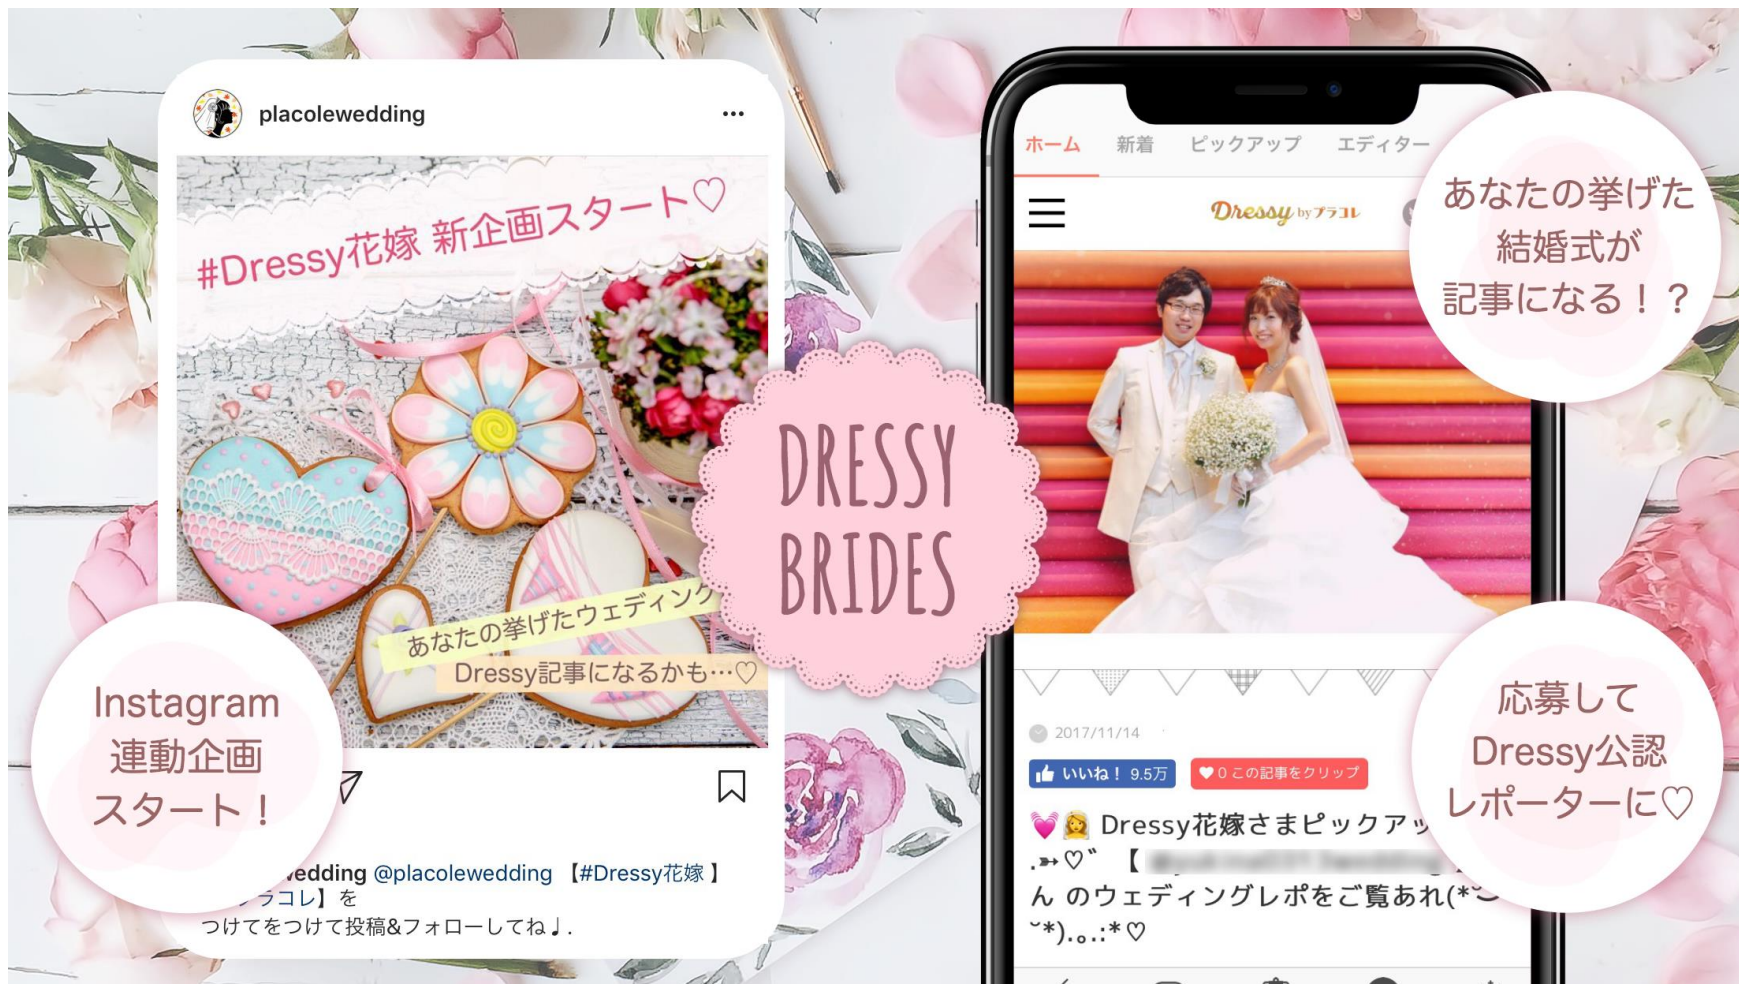 placolewedding
#Dressy花嫁 新企画スタート♡
あなたの挙げたウェディング
Dressy記事になるかも…♡
wedding @placolewedding 【#Dressy花嫁 】
プラコレ】を
つけてをつけて投稿&フォローしてね♩.
Instagram
連動企画
スタート！
DRESSY
BRIDES
ホーム 新着 ピックアップ エディター
Dressy byプラコレ
2017/11/14
いいね！ 9.5万
0 この記事をクリップ
Dressy花嫁さまピックアッ
.➳♡゛【
ん のウェディングレポをご覧あれ(*˘︶
˘*).｡.:*♡
あなたの挙げた
結婚式が
記事になる！？
応募して
Dressy公認
レポーターに♡